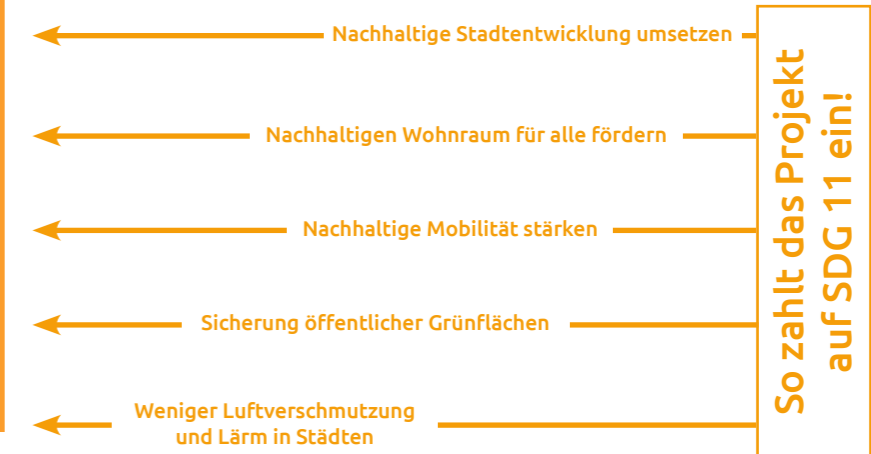 Nachhaltige Stadtentwicklung umsetzen
Nachhaltigen Wohnraum für alle fördern
Nachhaltige Mobilität stärken
Sicherung öffentlicher Grünflächen
Weniger Luftverschmutzung
und Lärm in Städten
So zahlt das Projekt
auf SDG 11 ein!